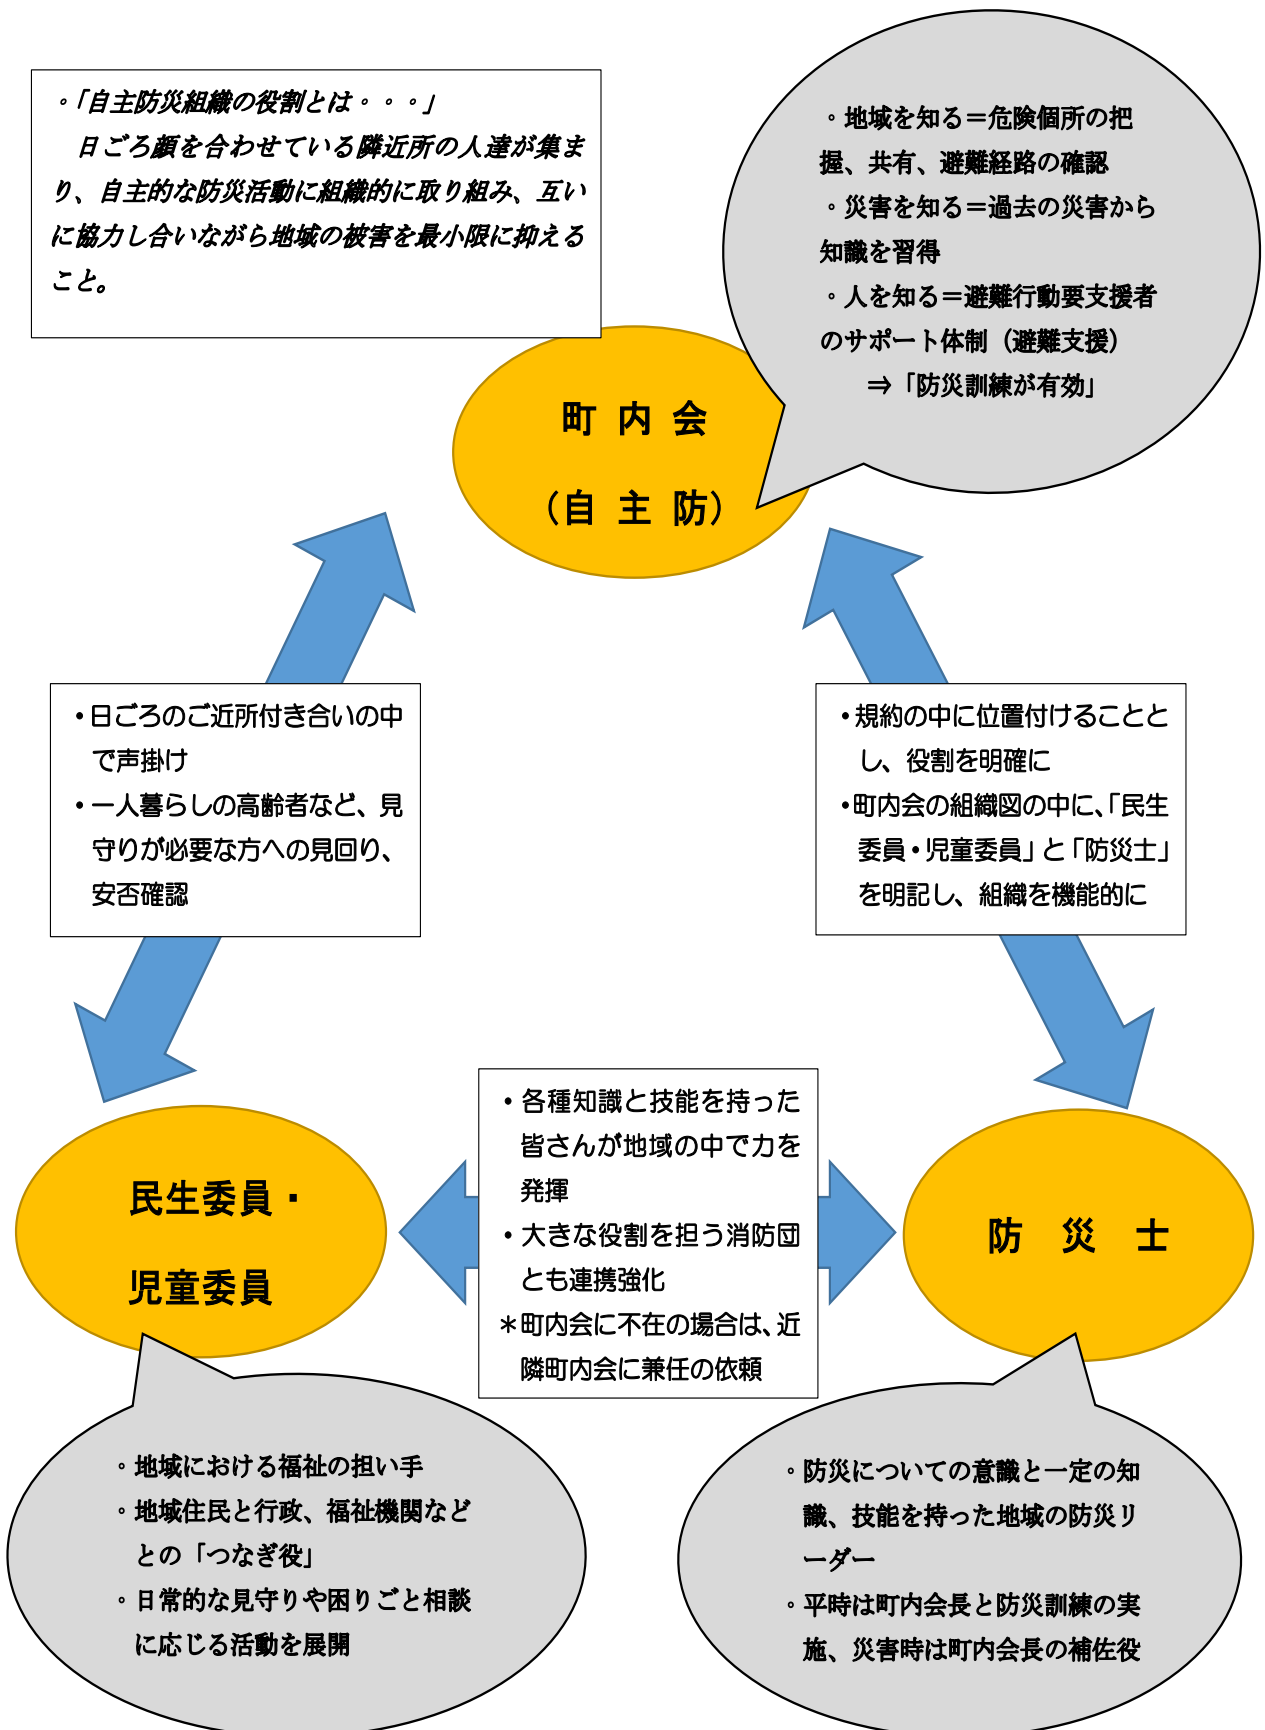 。「自主防災組織の役割とは・・・」
日ごろ顔を合わせている隣近所の人達が集ま
り、自主的な防災活動に組織的に取り組み、互い
に協力し合いながら地域の被害を最小限に抑える
こと。
。地域を知る＝危険個所の把
握、共有、避難経路の確認
。災害を知る＝過去の災害から
知識を習得
。人を知る＝避難行動要支援者
のサポート体制（避難支援）
⇒「防災訓練が有効」
町内会
（自主防）
・日ごろのご近所付き合いの中
で声掛け
・一人暮らしの高齢者など、見
守りが必要な方への見回り、
安否確認
・規約の中に位置付けることと
し、役割を明確に
・町内会の組織図の中に、「民生
委員・児童委員」と「防災士」
を明記し、組織を機能的に
民生委員・
児童委員
・各種知識と技能を持った
皆さんが地域の中で力を
発揮
・大きな役割を担う消防団
とも連携強化
＊町内会に不在の場合は、近
隣町内会に兼任の依頼
防災士
。地域における福祉の担い手
。地域住民と行政、福祉機関など
との「つなぎ役」
。日常的な見守りや困りごと相談
に応じる活動を展開
。防災についての意識と一定の知
識、技能を持った地域の防災リ
ーダー
。平時は町内会長と防災訓練の実
施、災害時は町内会長の補佐役